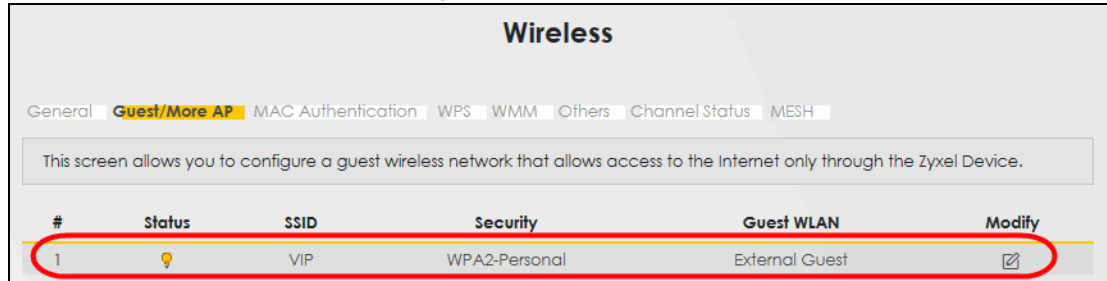 Wireless
General Guest/More AP MAC Authentication WPS WMM Others Channel Status MESH
This screen allows you to configure a guest wireless network that allows access to the Internet only through the Zyxel Device.
# Status SSID Security Guest WLAN Modify
1 VIP WPA2-Personal External Guest